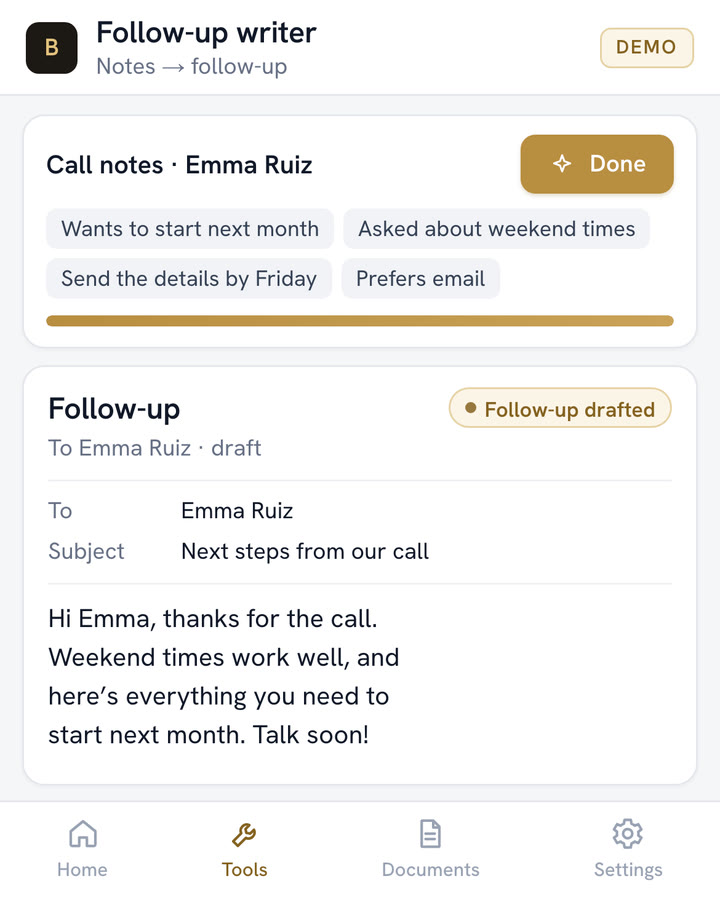 B
Follow-up writer
Notes → follow-up
DEMO
Call notes · Emma Ruiz
Done
Wants to start next month
Asked about weekend times
Send the details by Friday
Prefers email
Follow-up
Follow-up drafted
To Emma Ruiz · draft
To Emma Ruiz
Subject Next steps from our call
Hi Emma, thanks for the call.
Weekend times work well, and
here’s everything you need to
start next month. Talk soon!
Home
Tools
Documents
Settings